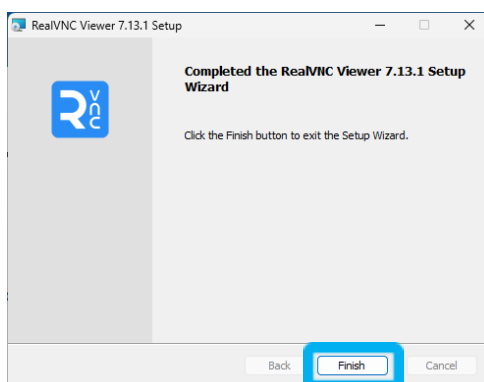 RealVNC Viewer 7.13.1 Setup
RVNC
Completed the RealVNC Viewer 7.13.1 Setup
Wizard
Click the Finish button to exit the Setup Wizard.
Back Finish Cancel